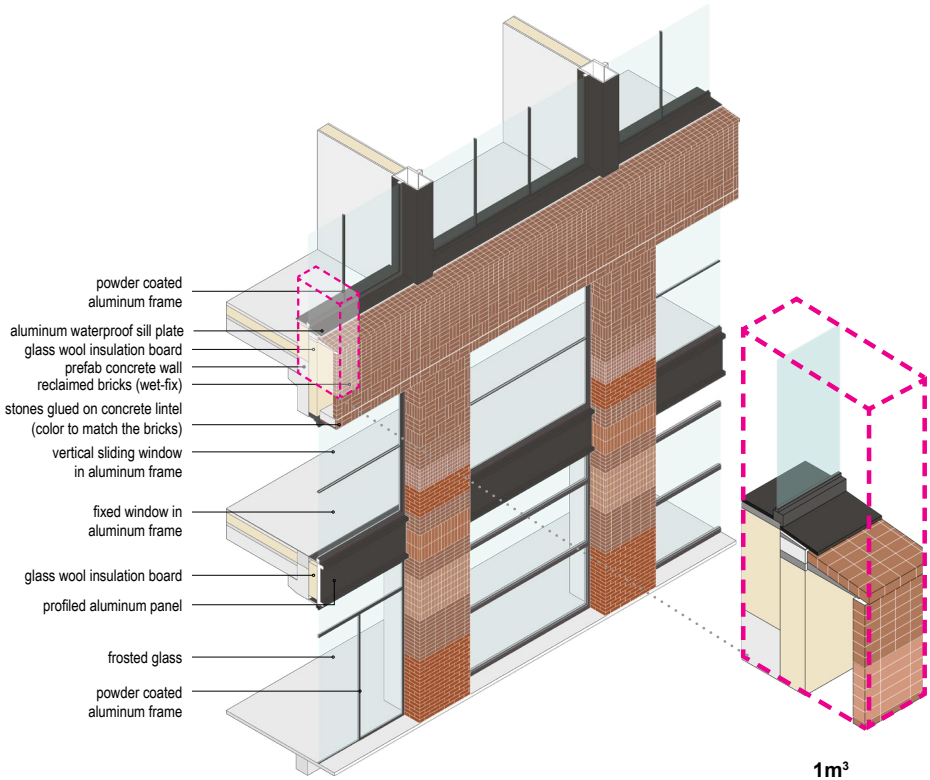 powder coated
aluminum frame
aluminum waterproof sill plate
glass wool insulation board
prefab concrete wall
reclaimed bricks (wet-fix)
stones glued on concrete lintel
(color to match the bricks)
vertical sliding window
in aluminum frame
fixed window in
aluminum frame
glass wool insulation board
profiled aluminum panel
frosted glass
powder coated
aluminum frame
1m³